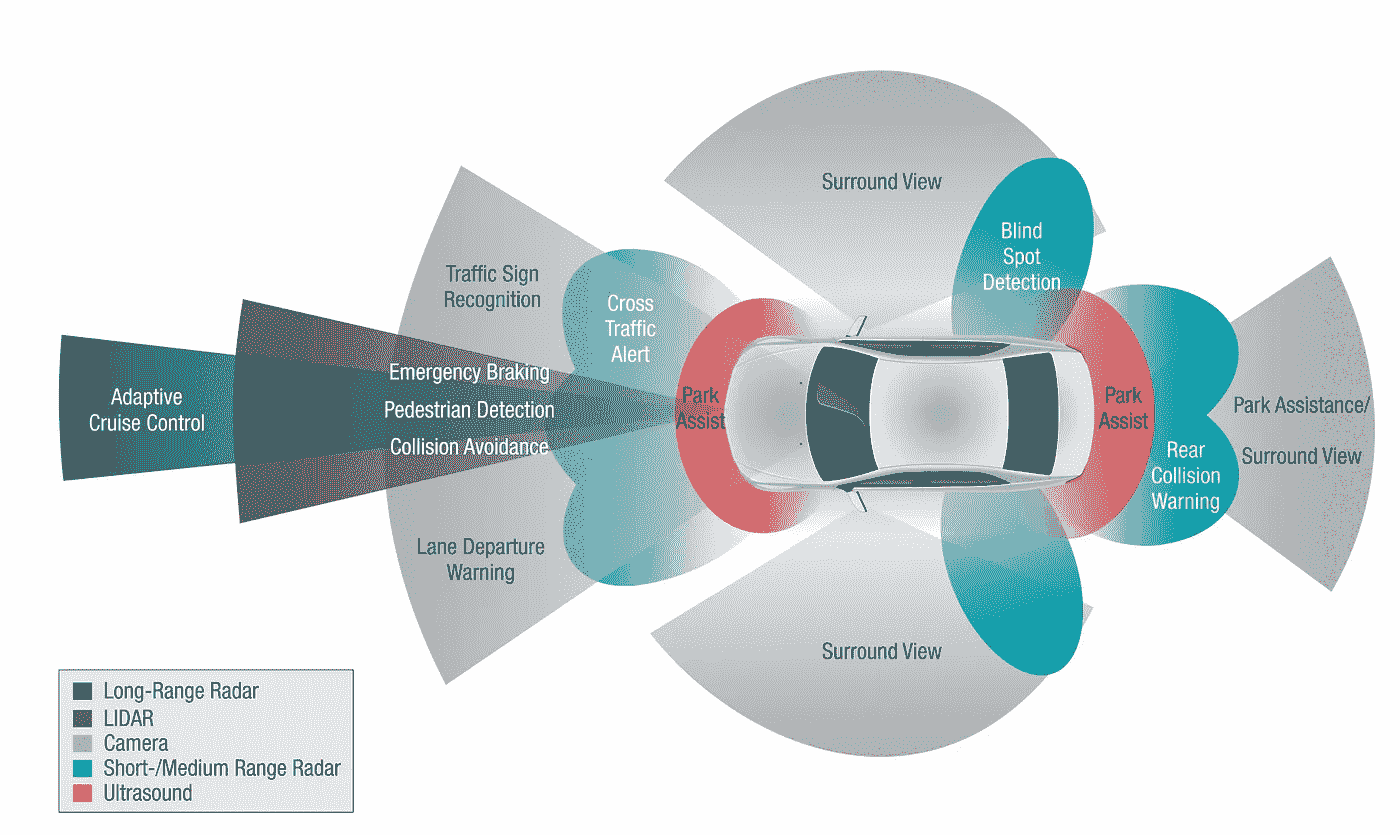 Surround View
Blind
Spot
Detection
Traffic Sign
Recognition
Cross
Traffic
Alert
Emergency Braking
Pedestrian Detection
Collision Avoidance
Adaptive
Cruise Control
Park
Assist
Park
Assist
Park Assistance/
Surround View
Rear
Collision
Warning
Lane Departure
Warning
Surround View
Long-Range Radar
LIDAR
Camera
Short-/Medium Range Radar
Ultrasound